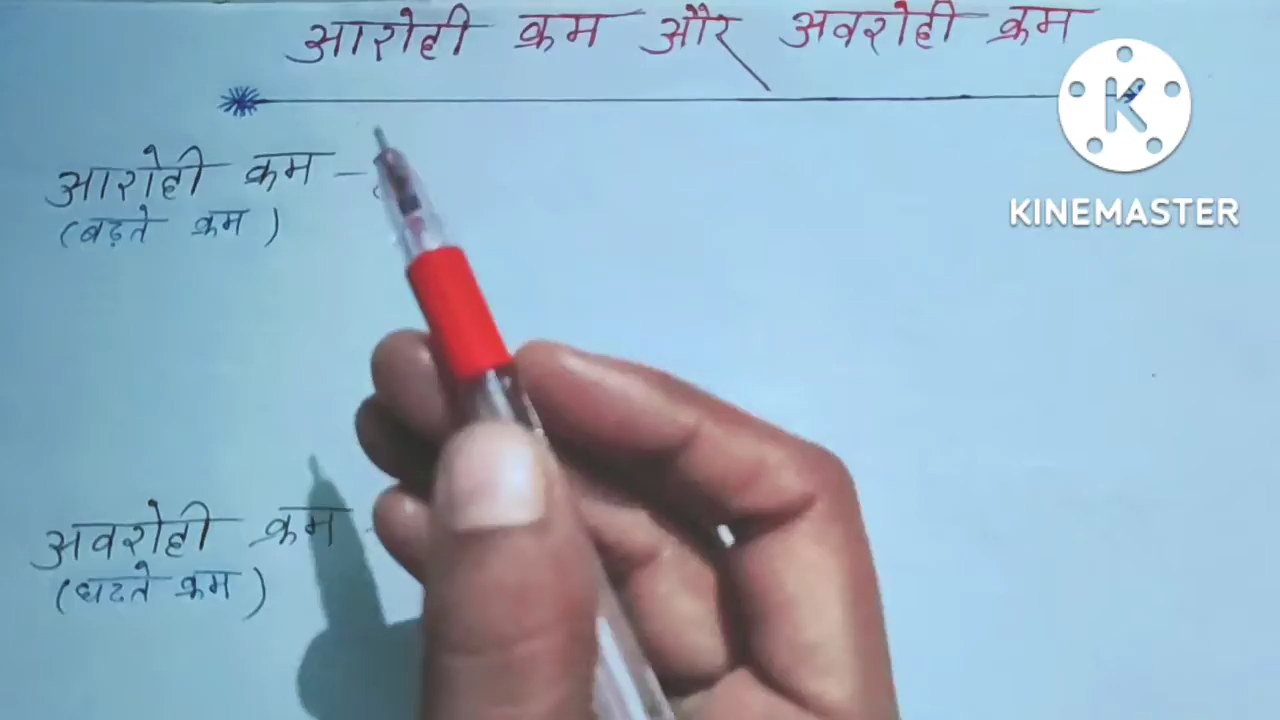 आरोही क्रम और अवरोही क्रम
आरोही क्रम -
(बढ़ते क्रम)
अवरोही क्रम -
(घटते क्रम)
KINEMASTER